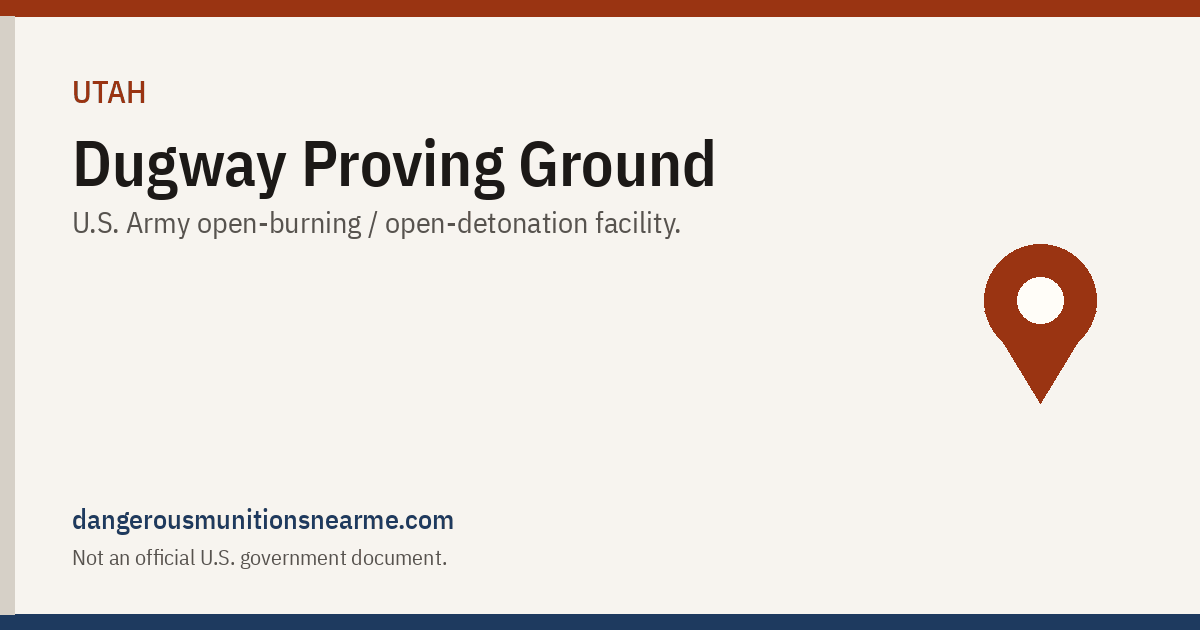 UTAH
Dugway Proving Ground
U.S. Army open-burning / open-detonation facility.
dangerousmunitionsnearme.com
Not an official U.S. government document.